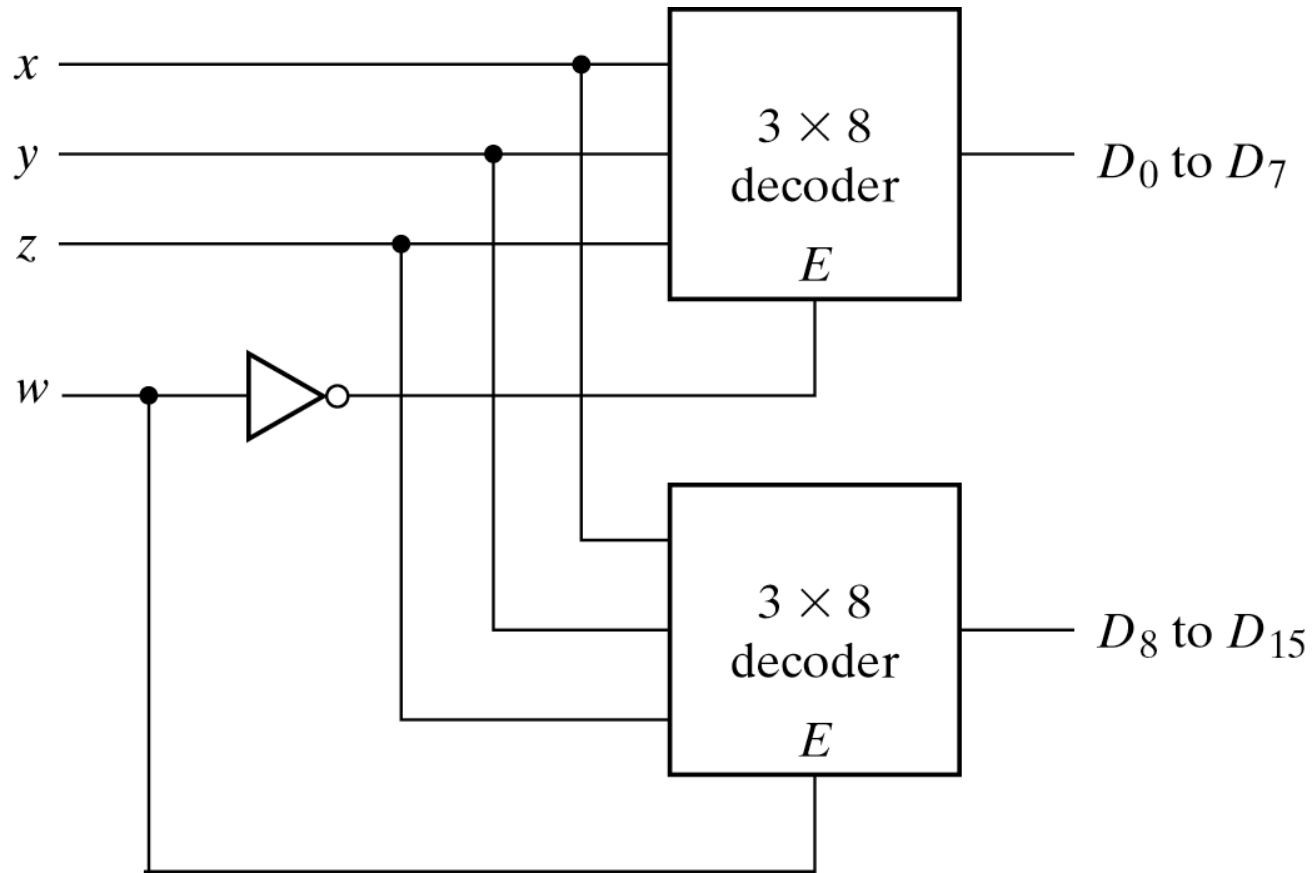 x
y
z
w
3 × 8
decoder
E
D₀ to D₇
3 × 8
decoder
E
D₈ to D₁₅